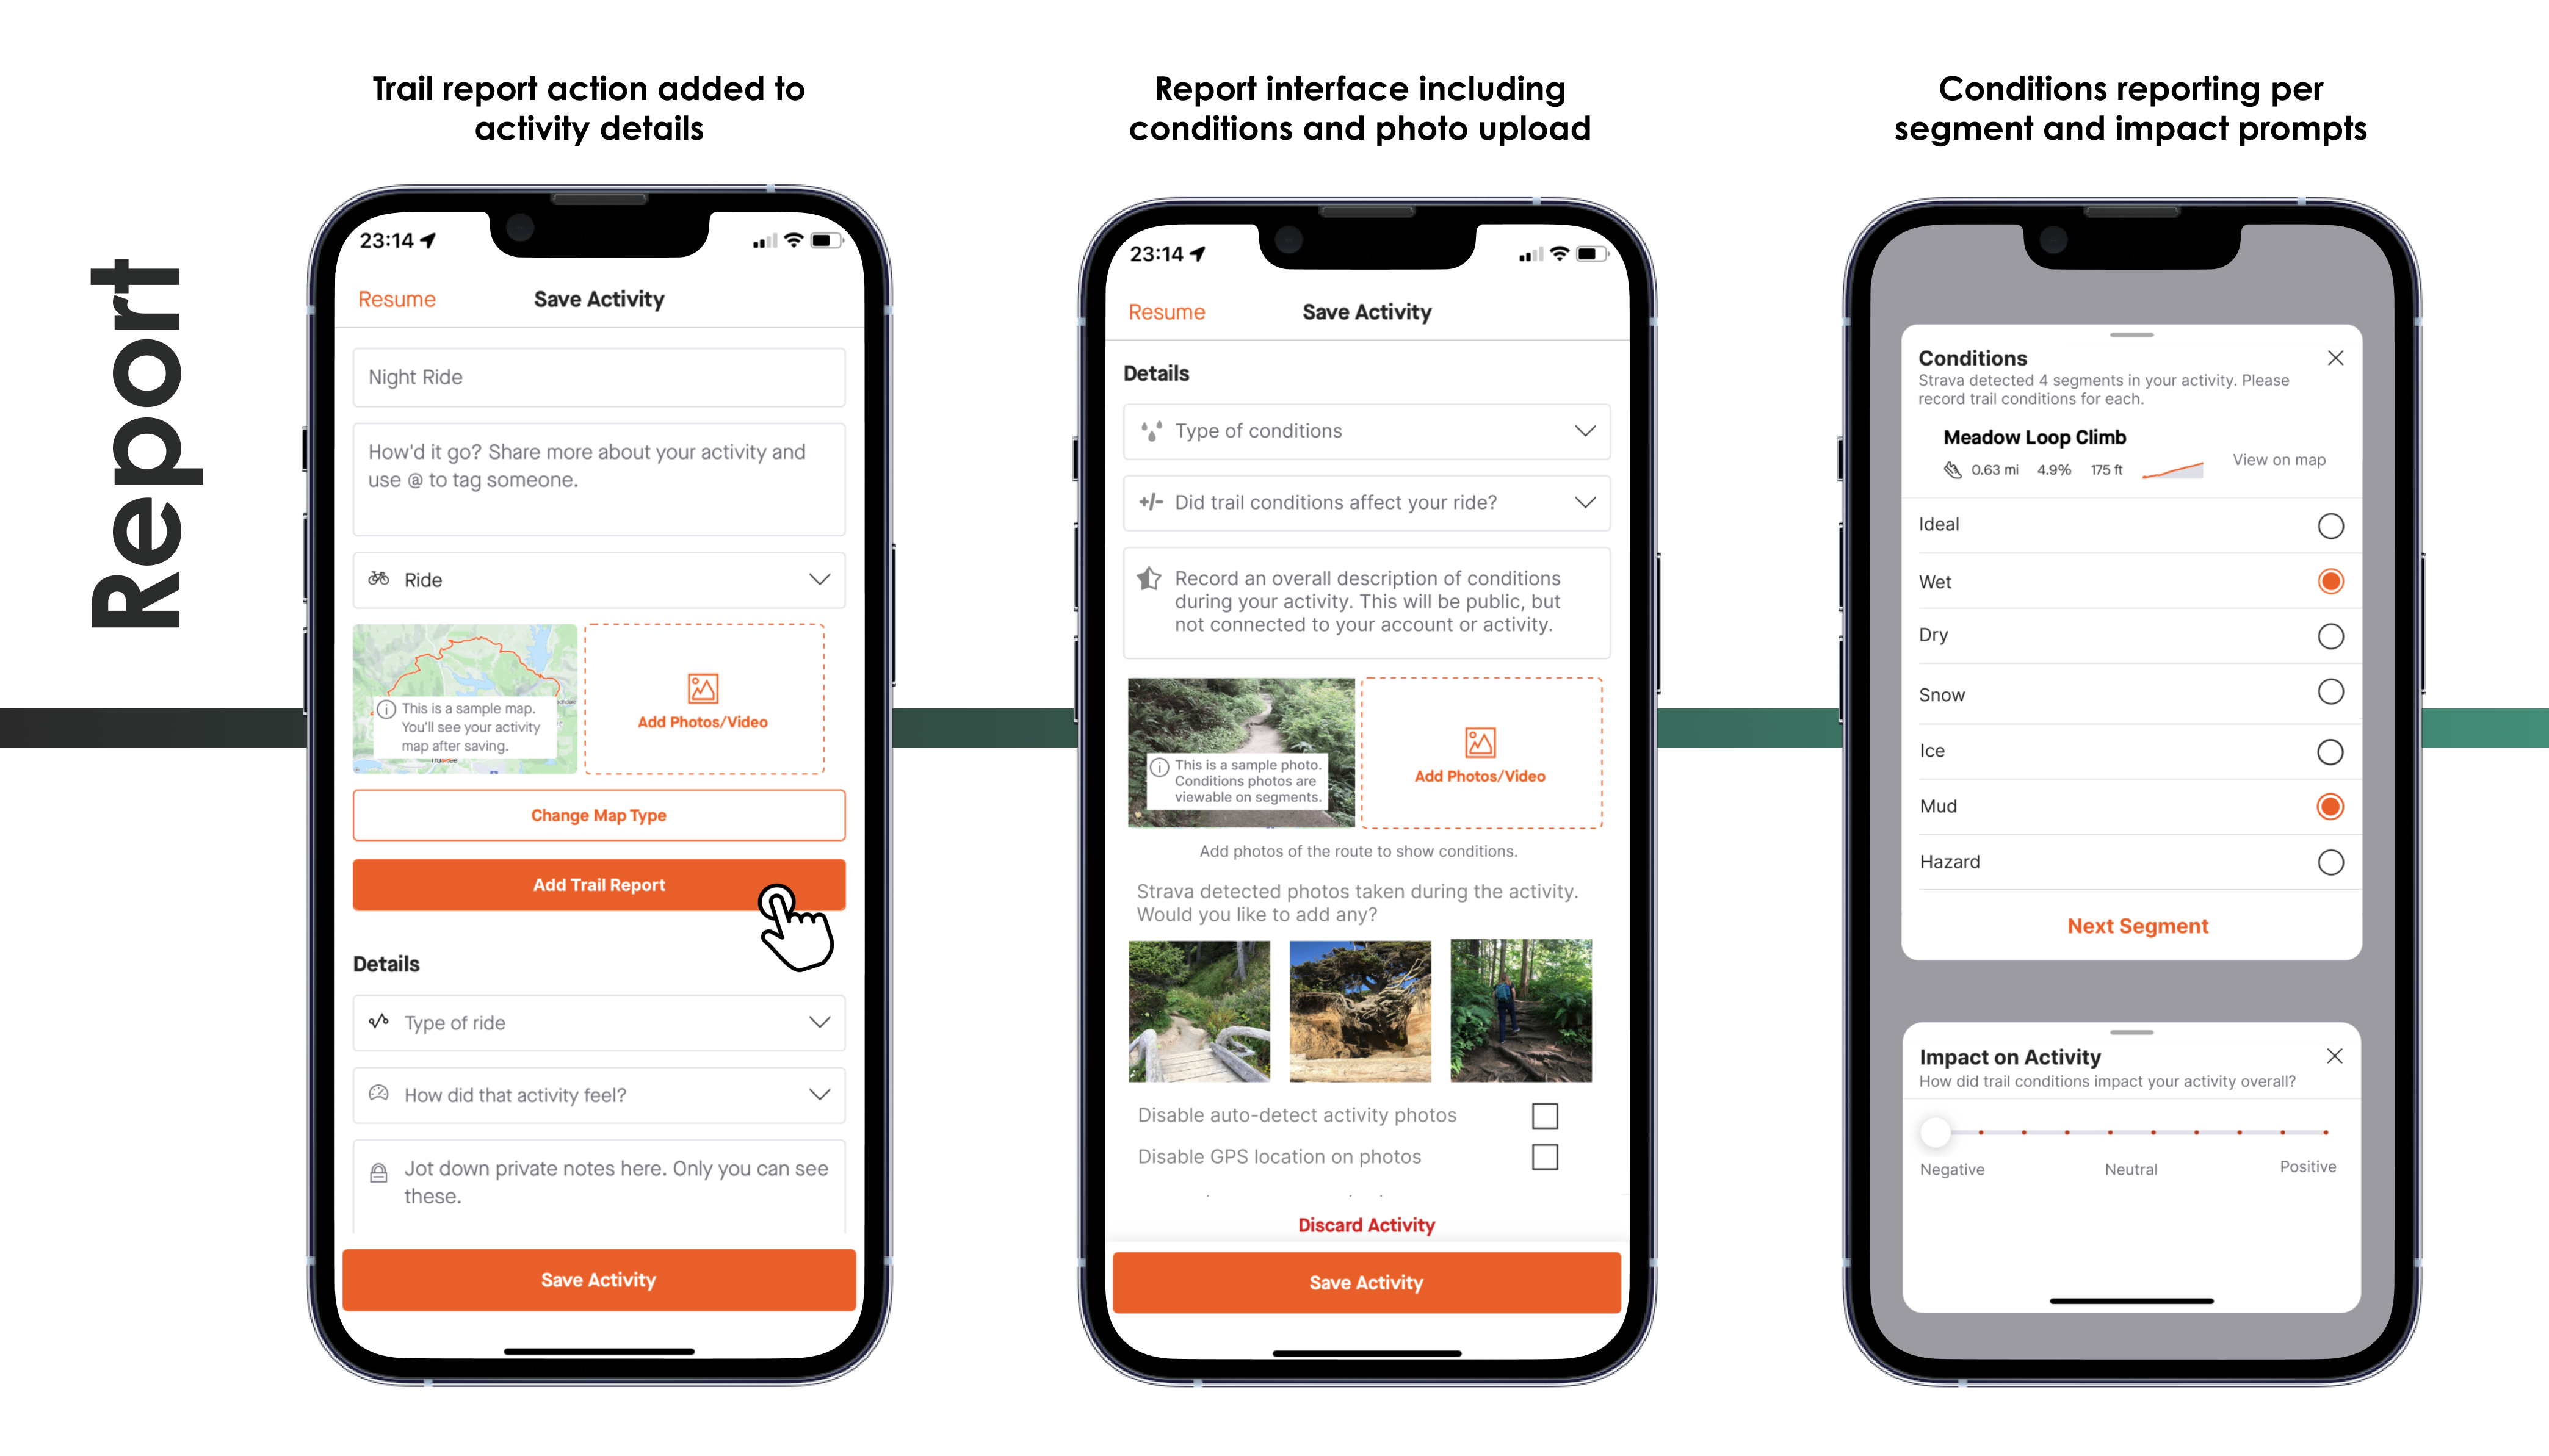 Report
Trail report action added to
activity details
23:14
Resume
Save Activity
Night Ride
How'd it go? Share more about your activity and
use @ to tag someone.
Ride
This is a sample map.
You'll see your activity
map after saving.
Add Photos/Video
Change Map Type
Add Trail Report
Details
Type of ride
How did that activity feel?
Jot down private notes here. Only you can see
these.
Save Activity
Report interface including
conditions and photo upload
23:14
Resume
Save Activity
Details
Type of conditions
+/- Did trail conditions affect your ride?
Record an overall description of conditions
during your activity. This will be public, but
not connected to your account or activity.
This is a sample photo.
Conditions photos are
viewable on segments.
Add Photos/Video
Add photos of the route to show conditions.
Strava detected photos taken during the activity.
Would you like to add any?
Disable auto-detect activity photos
Disable GPS location on photos
Discard Activity
Save Activity
Conditions reporting per
segment and impact prompts
Conditions
Strava detected 4 segments in your activity. Please
record trail conditions for each.
Meadow Loop Climb
0.63 mi 4.9% 175 ft
View on map
Ideal
Wet
Dry
Snow
Ice
Mud
Hazard
Next Segment
Impact on Activity
How did trail conditions impact your activity overall?
Negative Neutral Positive